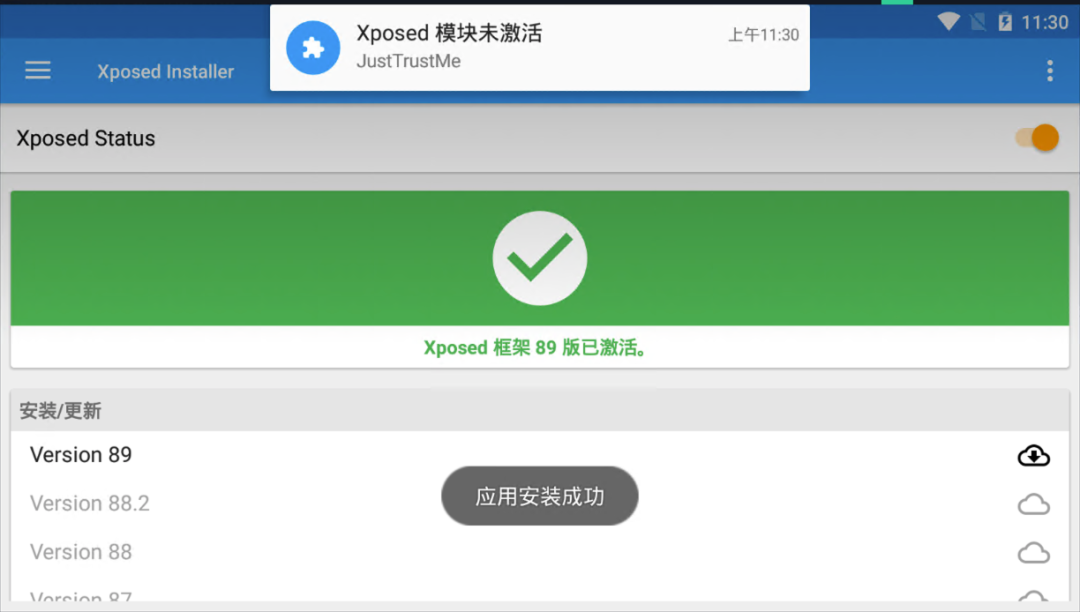 Xposed 模块未激活
上午11:30
JustTrustMe
11:30
Xposed Installer
Xposed Status
Xposed 框架 89 版已激活。
安装/更新
Version 89
Version 88.2
应用安装成功
Version 88
Version 87